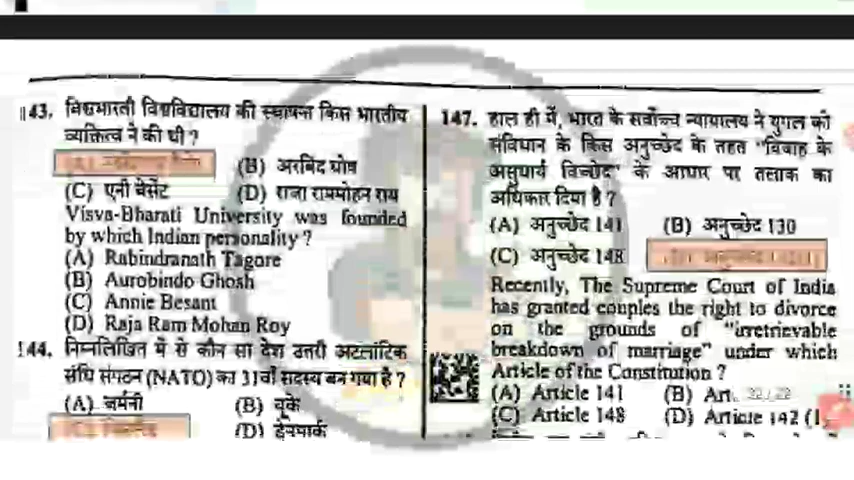 143. विश्वभारती विश्वविद्यालय की स्थापना किस भारतीय
व्यक्तित्व ने की थी ?
(B) अरबिंद घोष
(C) एनी बेसेंट (D) राजा राममोहन राय
Visva-Bharati University was founded
by which Indian personality ?
(A) Rabindranath Tagore
(B) Aurobindo Ghosh
(C) Annie Besant
(D) Raja Ram Mohan Roy
144. निम्नलिखित में से कौन सा देश उत्तरी अटलांटिक
संधि संगठन (NATO) का 31वाँ सदस्य बन गया है ?
(A) जर्मनी (B) यूके
(D) डेनमार्क
147. हाल ही में, भारत के सर्वोच्च न्यायालय ने युगल को
संविधान के किस अनुच्छेद के तहत "विवाह के
असुधार्य विच्छेद" के आधार पर तलाक का
अधिकार दिया है ?
(A) अनुच्छेद 141 (B) अनुच्छेद 130
(C) अनुच्छेद 148
Recently, The Supreme Court of India
has granted couples the right to divorce
on the grounds of "irretrievable
breakdown of marriage" under which
Article of the Constitution ?
(A) Article 141 (B) Art
(C) Article 148 (D) Article 142 (1